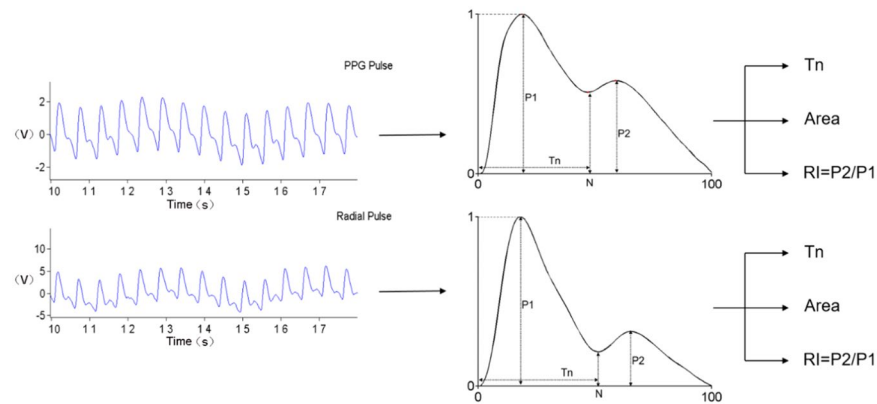 PPG Pulse
2
0
-2
（V）
10 11 12 13 14 15 16 17
Time（s）
1
P1
P2
Tn
0
N
100
Tn
Area
RI=P2/P1
Radial Pulse
10
5
0
-5
（V）
10 11 12 13 14 15 16 17
Time（s）
1
P1
P2
Tn
0
N
100
Tn
Area
RI=P2/P1